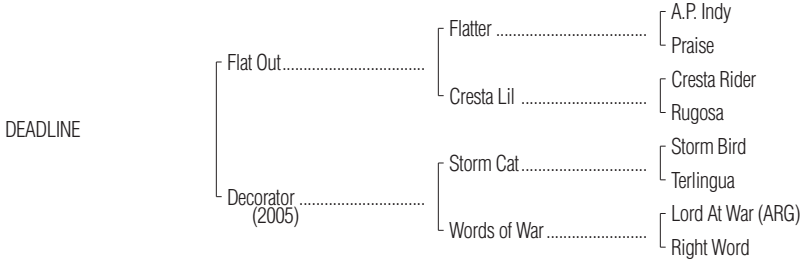 A.P. Indy
Flatter ..............................................
Praise
Flat Out...........................................
Cresta Rider
Cresta Lil ......................................
Rugosa
DEADLINE
Storm Bird
Storm Cat......................................
Terlingua
Decorator .....................................
(2005)
Lord At War (ARG)
Words of War ..............................
Right Word